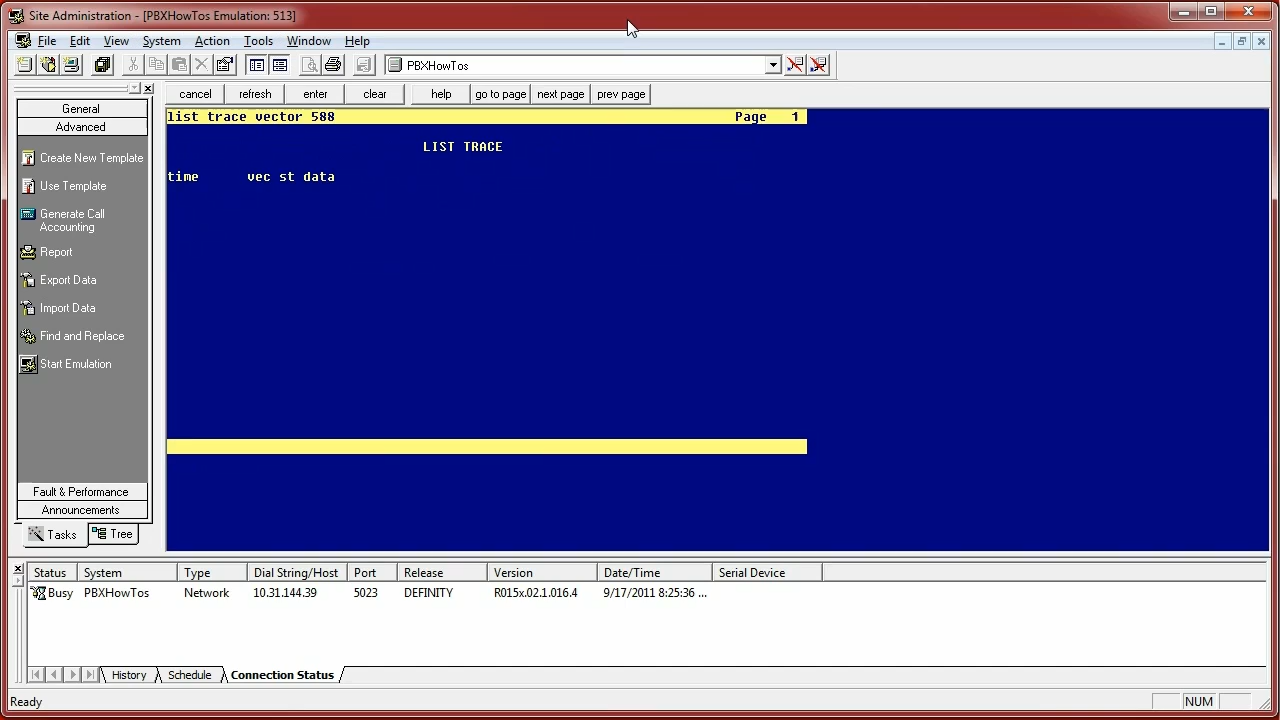 Site Administration - [PBXHowTos Emulation: 513]
File Edit View System Action Tools Window Help
PBXHowTos
cancel refresh enter clear help go to page next page prev page
General
Advanced
Create New Template
Use Template
Generate Call
Accounting
Report
Export Data
Import Data
Find and Replace
Start Emulation
Fault & Performance
Announcements
Tasks Tree
list trace vector 588 Page 1
LIST TRACE
time vec st data
Status System Type Dial String/Host Port Release Version Date/Time Serial Device
Busy PBXHowTos Network 10.31.144.39 5023 DEFINITY R015x.02.1.016.4 9/17/2011 8:25:36 ...
History Schedule Connection Status
Ready NUM